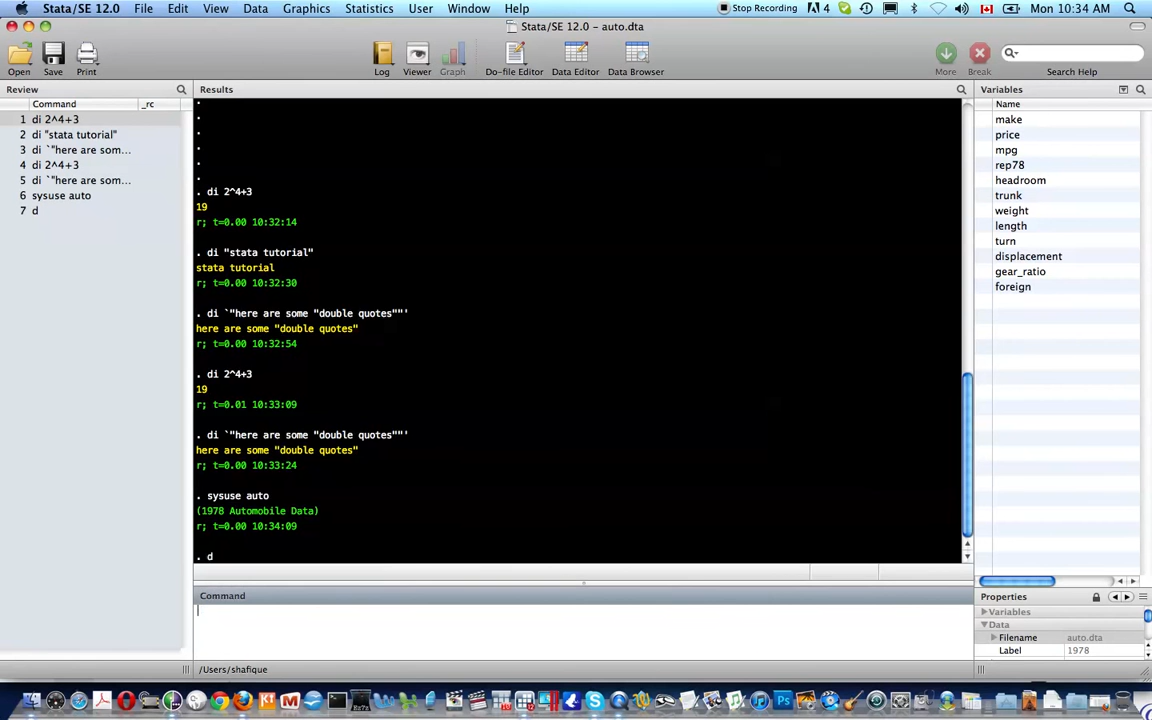 Stata/SE 12.0 File Edit View Data Graphics Statistics User Window Help Stop Recording 4 Mon 10:34 AM
Stata/SE 12.0 – auto.dta
Open Save Print Log Viewer Graph Do-file Editor Data Editor Data Browser More Break Search Help
Review
Command _rc
1 di 2^4+3
2 di "stata tutorial"
3 di `"here are som...
4 di 2^4+3
5 di `"here are som...
6 sysuse auto
7 d
Results
.
.
.
.
.
.
. di 2^4+3
19
r; t=0.00 10:32:14
. di "stata tutorial"
stata tutorial
r; t=0.00 10:32:30
. di `"here are some "double quotes""'
here are some "double quotes"
r; t=0.00 10:32:54
. di 2^4+3
19
r; t=0.01 10:33:09
. di `"here are some "double quotes""'
here are some "double quotes"
r; t=0.00 10:33:24
. sysuse auto
(1978 Automobile Data)
r; t=0.00 10:34:09
. d
Command
/Users/shafique
Variables
Name
make
price
mpg
rep78
headroom
trunk
weight
length
turn
displacement
gear_ratio
foreign
Properties
Variables
Data
Filename auto.dta
Label 1978